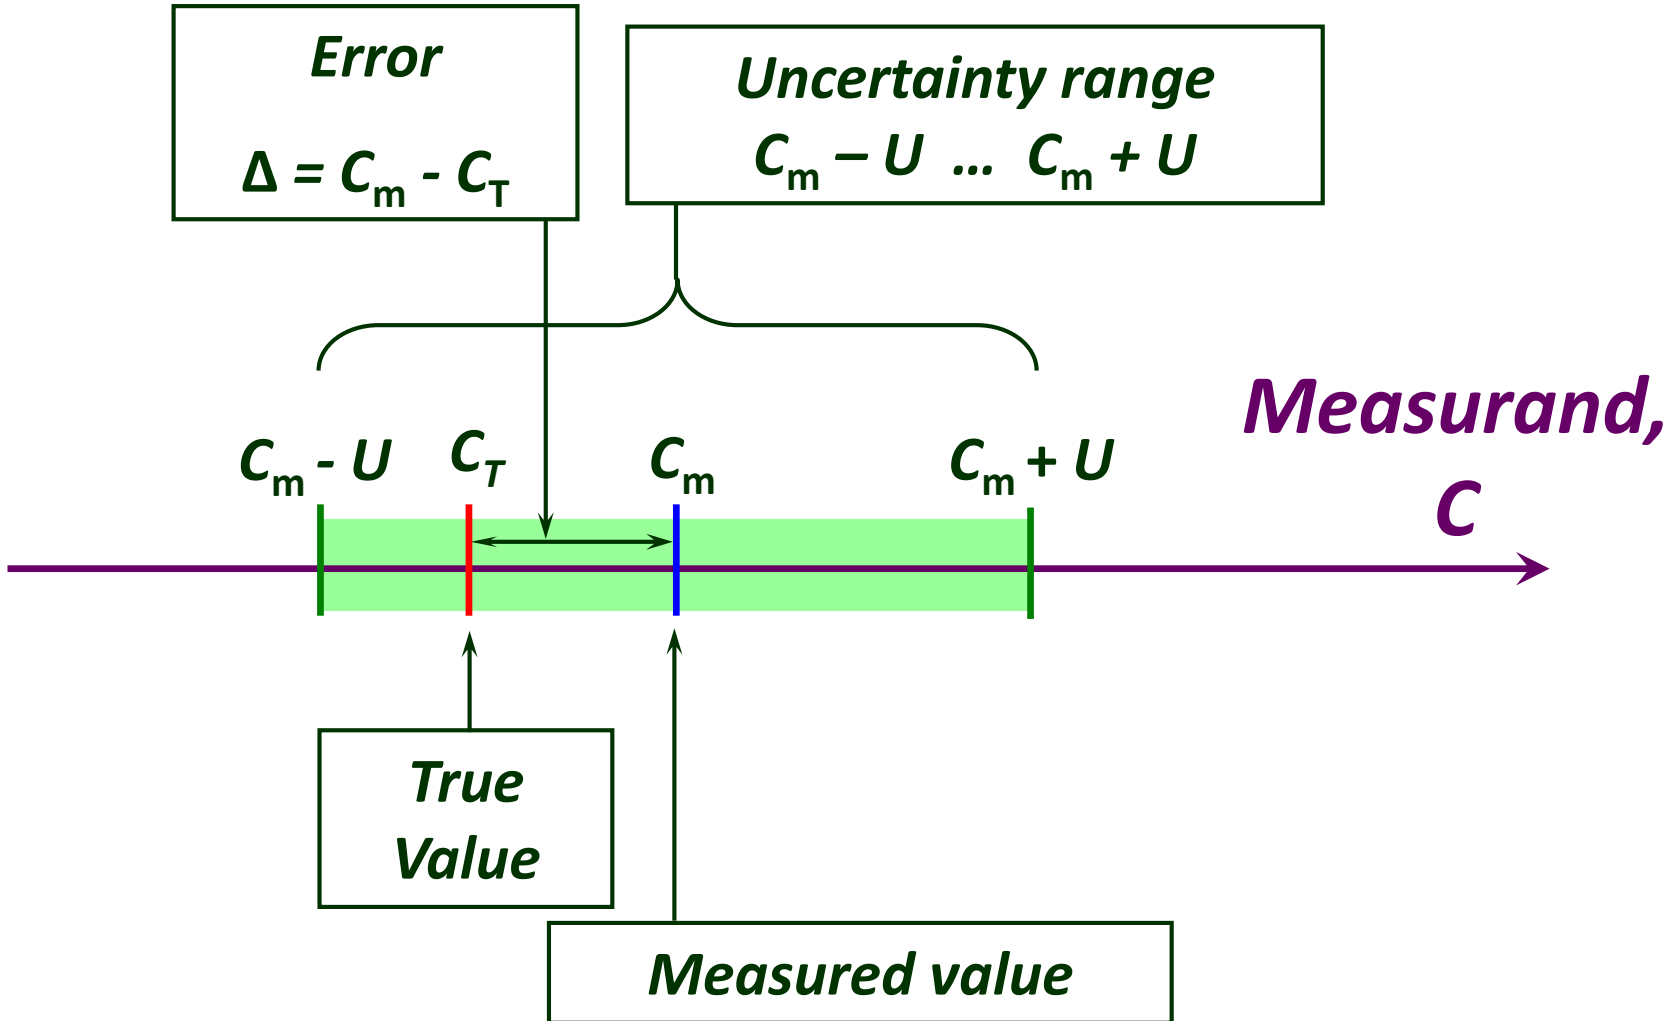 Error
Δ = Cm - CT
Uncertainty range
Cm – U ... Cm + U
Measurand,
C
Cm - U
CT
Cm
Cm + U
True
Value
Measured value